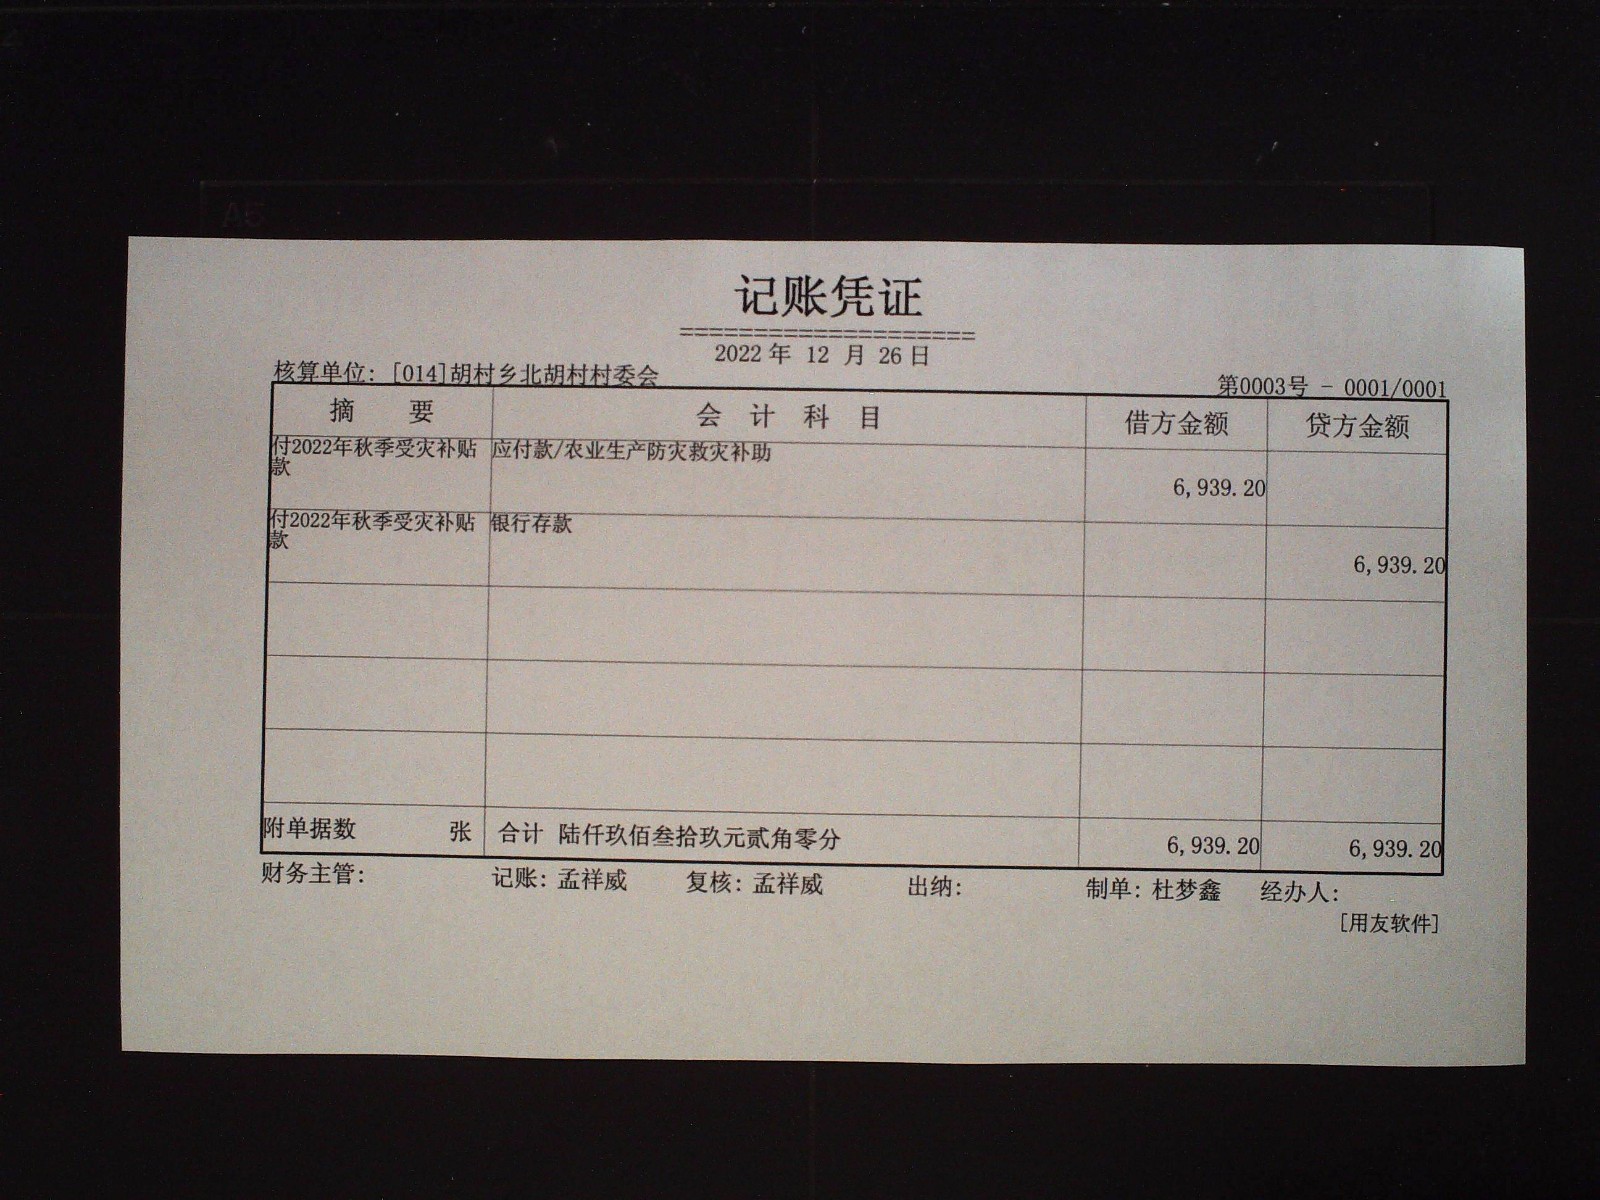 A5
记账凭证
====================
2022 年 12 月 26 日
核算单位: [014]胡村乡北胡村村委会 第0003号 - 0001/0001
摘 要 会 计 科 目 借方金额 贷方金额
付2022年秋季受灾补贴 应付款/农业生产防灾救灾补助
款
6,939.20
付2022年秋季受灾补贴 银行存款
款
6,939.20
附单据数 张 合计 陆仟玖佰叁拾玖元贰角零分 6,939.20 6,939.20
财务主管: 记账: 孟祥威 复核: 孟祥威 出纳: 制单: 杜梦鑫 经办人:
[用友软件]